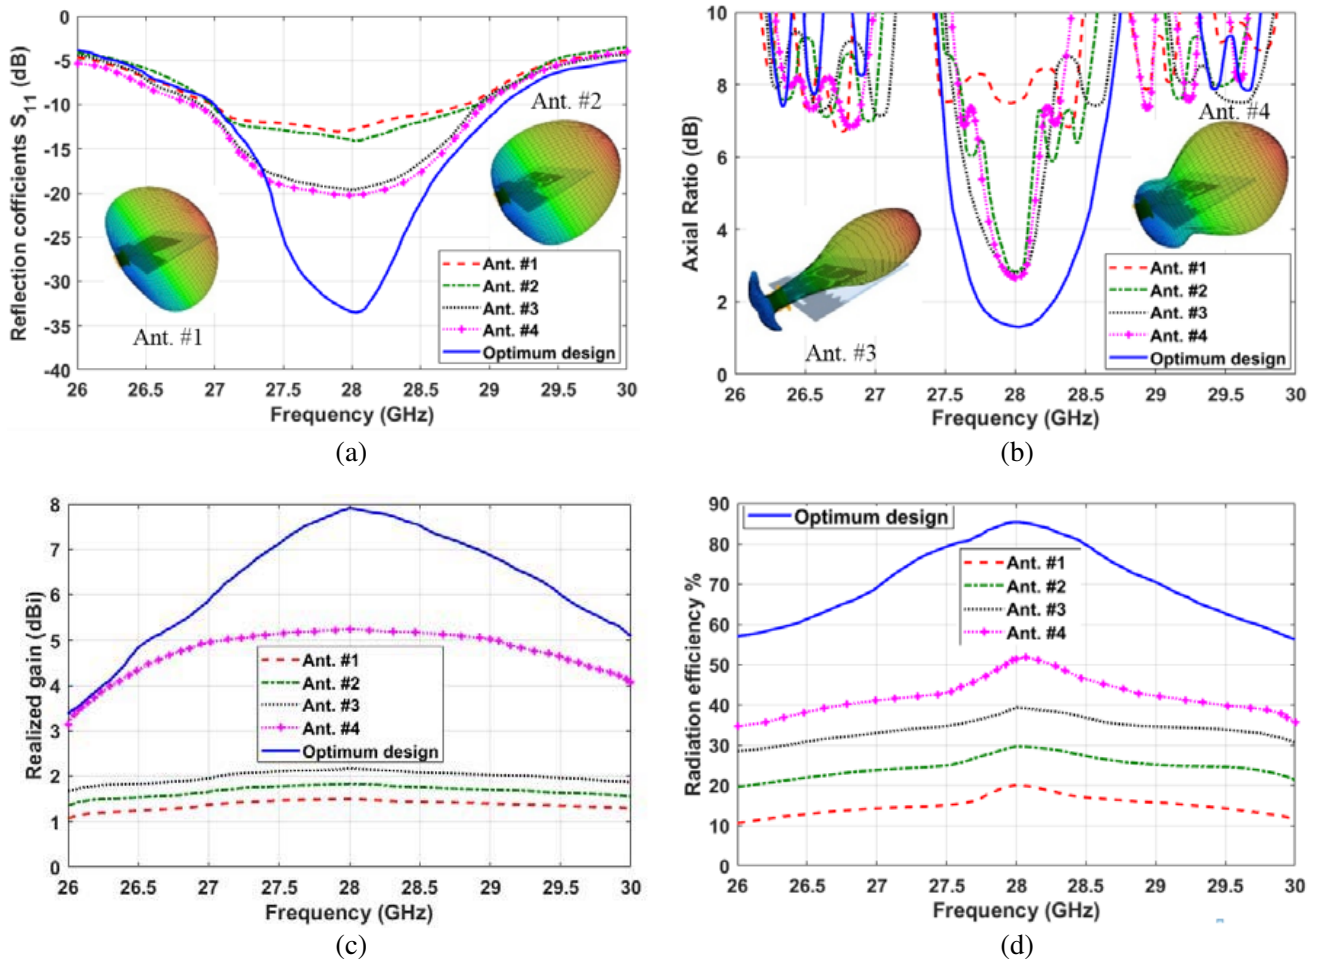 0
-5
-10
-15
-20
-25
-30
-35
-40
Reflection cofficients S11 (dB)
Ant. #2
Ant. #1
Ant. #1
Ant. #2
Ant. #3
Ant. #4
Optimum design
26 26.5 27 27.5 28 28.5 29 29.5 30
Frequency (GHz)
(a)
10
8
6
4
2
0
Axial Ratio (dB)
Ant. #4
Ant. #3
Ant. #1
Ant. #2
Ant. #3
Ant. #4
Optimum design
26 26.5 27 27.5 28 28.5 29 29.5 30
Frequency (GHz)
(b)
8
7
6
5
4
3
2
1
0
Realized gain (dBi)
Ant. #1
Ant. #2
Ant. #3
Ant. #4
Optimum design
26 26.5 27 27.5 28 28.5 29 29.5 30
Frequency (GHz)
(c)
90
80
70
60
50
40
30
20
10
0
Radiation efficiency %
Optimum design
Ant. #1
Ant. #2
Ant. #3
Ant. #4
26 26.5 27 27.5 28 28.5 29 29.5 30
Frequency (GHz)
(d)